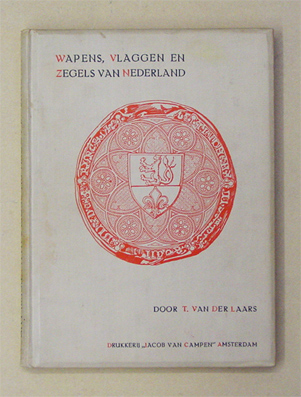 WAPENS, VLAGGEN EN
ZEGELS VAN NEDERLAND
DOOR T. VAN DER LAARS
DRUKKERIJ „JACOB VAN CAMPEN” AMSTERDAM